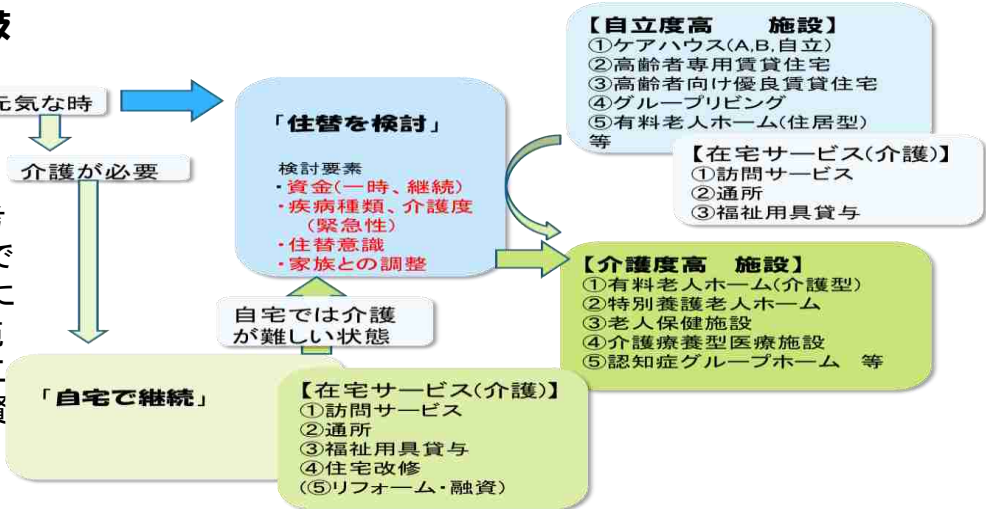 元気な時
介護が必要
「住替を検討」
検討要素
・資金(一時、継続)
・疾病種類、介護度
(緊急性)
・住替意識
・家族との調整
自宅では介護
が難しい状態
「自宅で継続」
【在宅サービス(介護)】
①訪問サービス
②通所
③福祉用具貸与
④住宅改修
(⑤リフォーム・融資)
【自立度高 施設】
①ケアハウス(A,B,自立)
②高齢者専用賃貸住宅
③高齢者向け優良賃貸住宅
④グループリビング
⑤有料老人ホーム(住居型)
等
【在宅サービス(介護)】
①訪問サービス
②通所
③福祉用具貸与
【介護度高 施設】
①有料老人ホーム(介護型)
②特別養護老人ホーム
③老人保健施設
④介護療養型医療施設
⑤認知症グループホーム 等